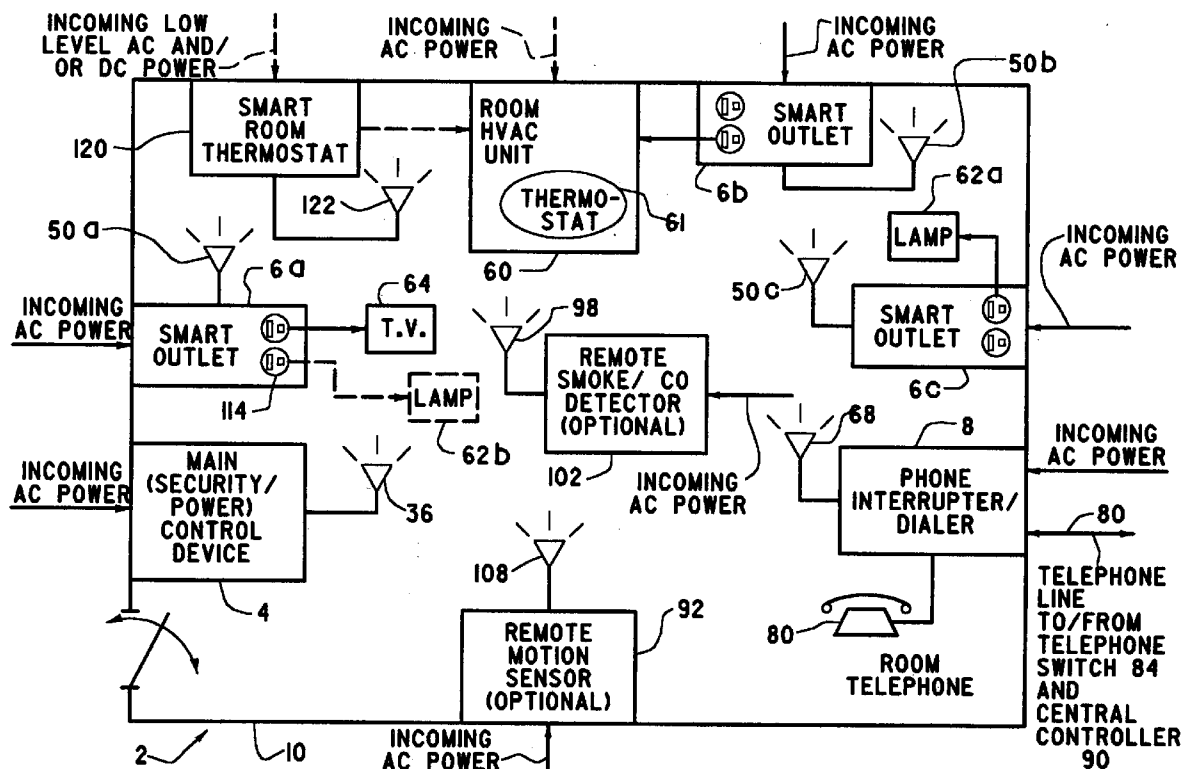 INCOMING LOW
LEVEL AC AND/
OR DC POWER
INCOMING
AC POWER
INCOMING
AC POWER
50b
SMART
ROOM
THERMOSTAT
120
122
ROOM
HVAC
UNIT
THERMO-
STAT
61
60
SMART
OUTLET
6b
62a
LAMP
INCOMING
AC POWER
50a
6a
INCOMING
AC POWER
SMART
OUTLET
114
64
T.V.
LAMP
62b
98
REMOTE
SMOKE/ CO
DETECTOR
(OPTIONAL)
102
INCOMING
AC POWER
50c
SMART
OUTLET
6c
68
8
INCOMING
AC POWER
PHONE
INTERRUPTER/
DIALER
80
TELEPHONE
LINE
TO/FROM
TELEPHONE
SWITCH 84
AND
CENTRAL
CONTROLLER
90
INCOMING
AC POWER
MAIN
(SECURITY/
POWER)
CONTROL
DEVICE
36
4
108
92
REMOTE
MOTION
SENSOR
(OPTIONAL)
80
ROOM
TELEPHONE
2
10
INCOMING
AC POWER